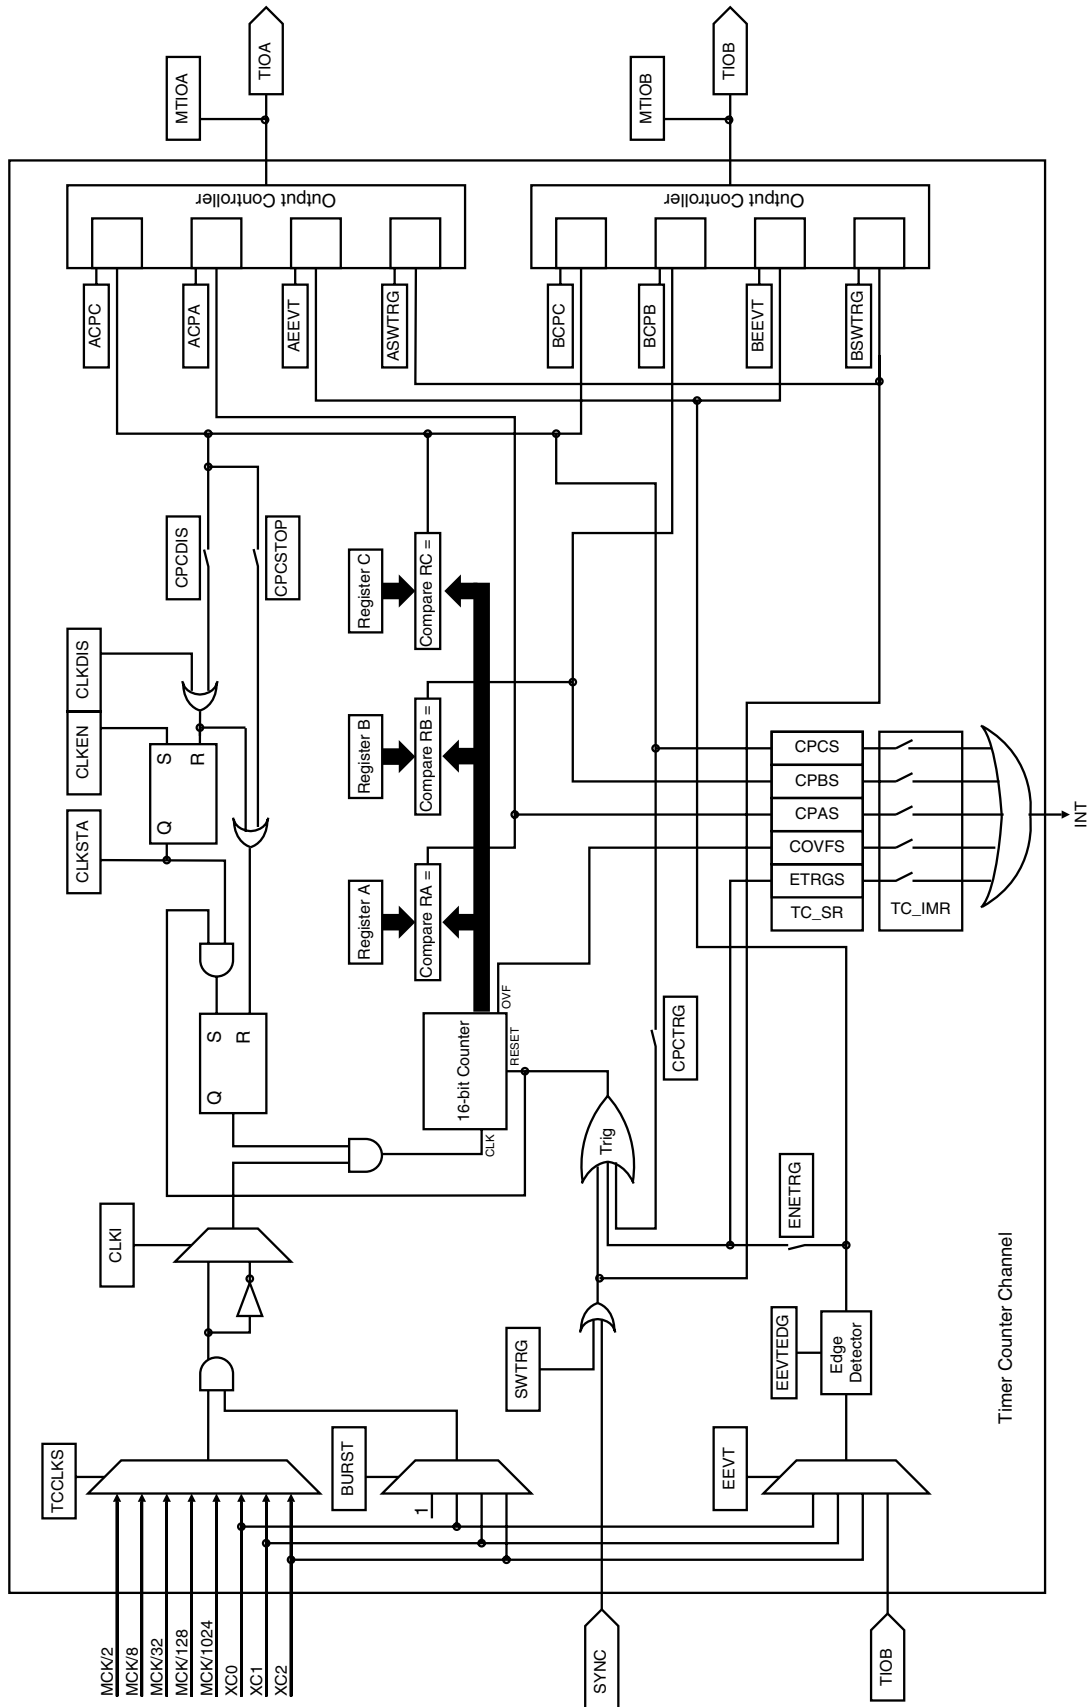 MCK/2
MCK/8
MCK/32
MCK/128
MCK/1024
XC0
XC1
XC2
TCCLKS
CLKI
CLKSTA
CLKEN
CLKDIS
Q
S
R
Q
S
R
CPCDIS
CPCSTOP
BURST
1
Register A
Register B
Register C
Compare RA =
Compare RB =
Compare RC =
16-bit Counter
CLK
RESET
OVF
SYNC
SWTRG
Trig
CPCTRG
ENETRG
TIOB
EEVT
EEVTEDG
Edge
Detector
ETRGS
COVFS
CPAS
CPBS
CPCS
TC_SR
TC_IMR
INT
ACPC
ACPA
AEEVT
ASWTRG
Output Controller
MTIOA
TIOA
BCPC
BCPB
BEEVT
BSWTRG
Output Controller
MTIOB
TIOB
Timer Counter Channel